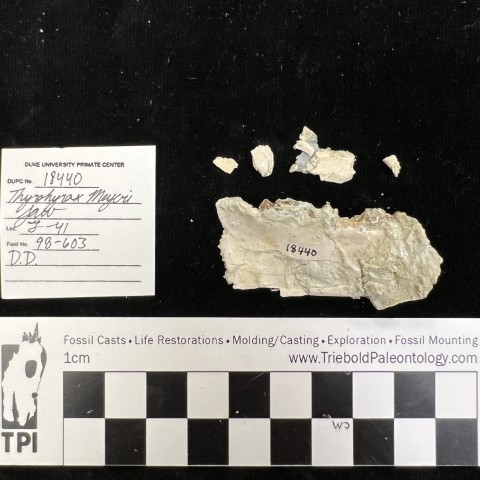 DUKE UNIVERSITY PRIMATE CENTER
DUPC No. 18440
Thyrohyrax Meyeri
Jaw
Loc. L-41
Field No. 98-603
D.D.
18440
Fossil Casts • Life Restorations • Molding/Casting • Exploration • Fossil Mounting
1cm www.TrieboldPaleontology.com
TPI
cm